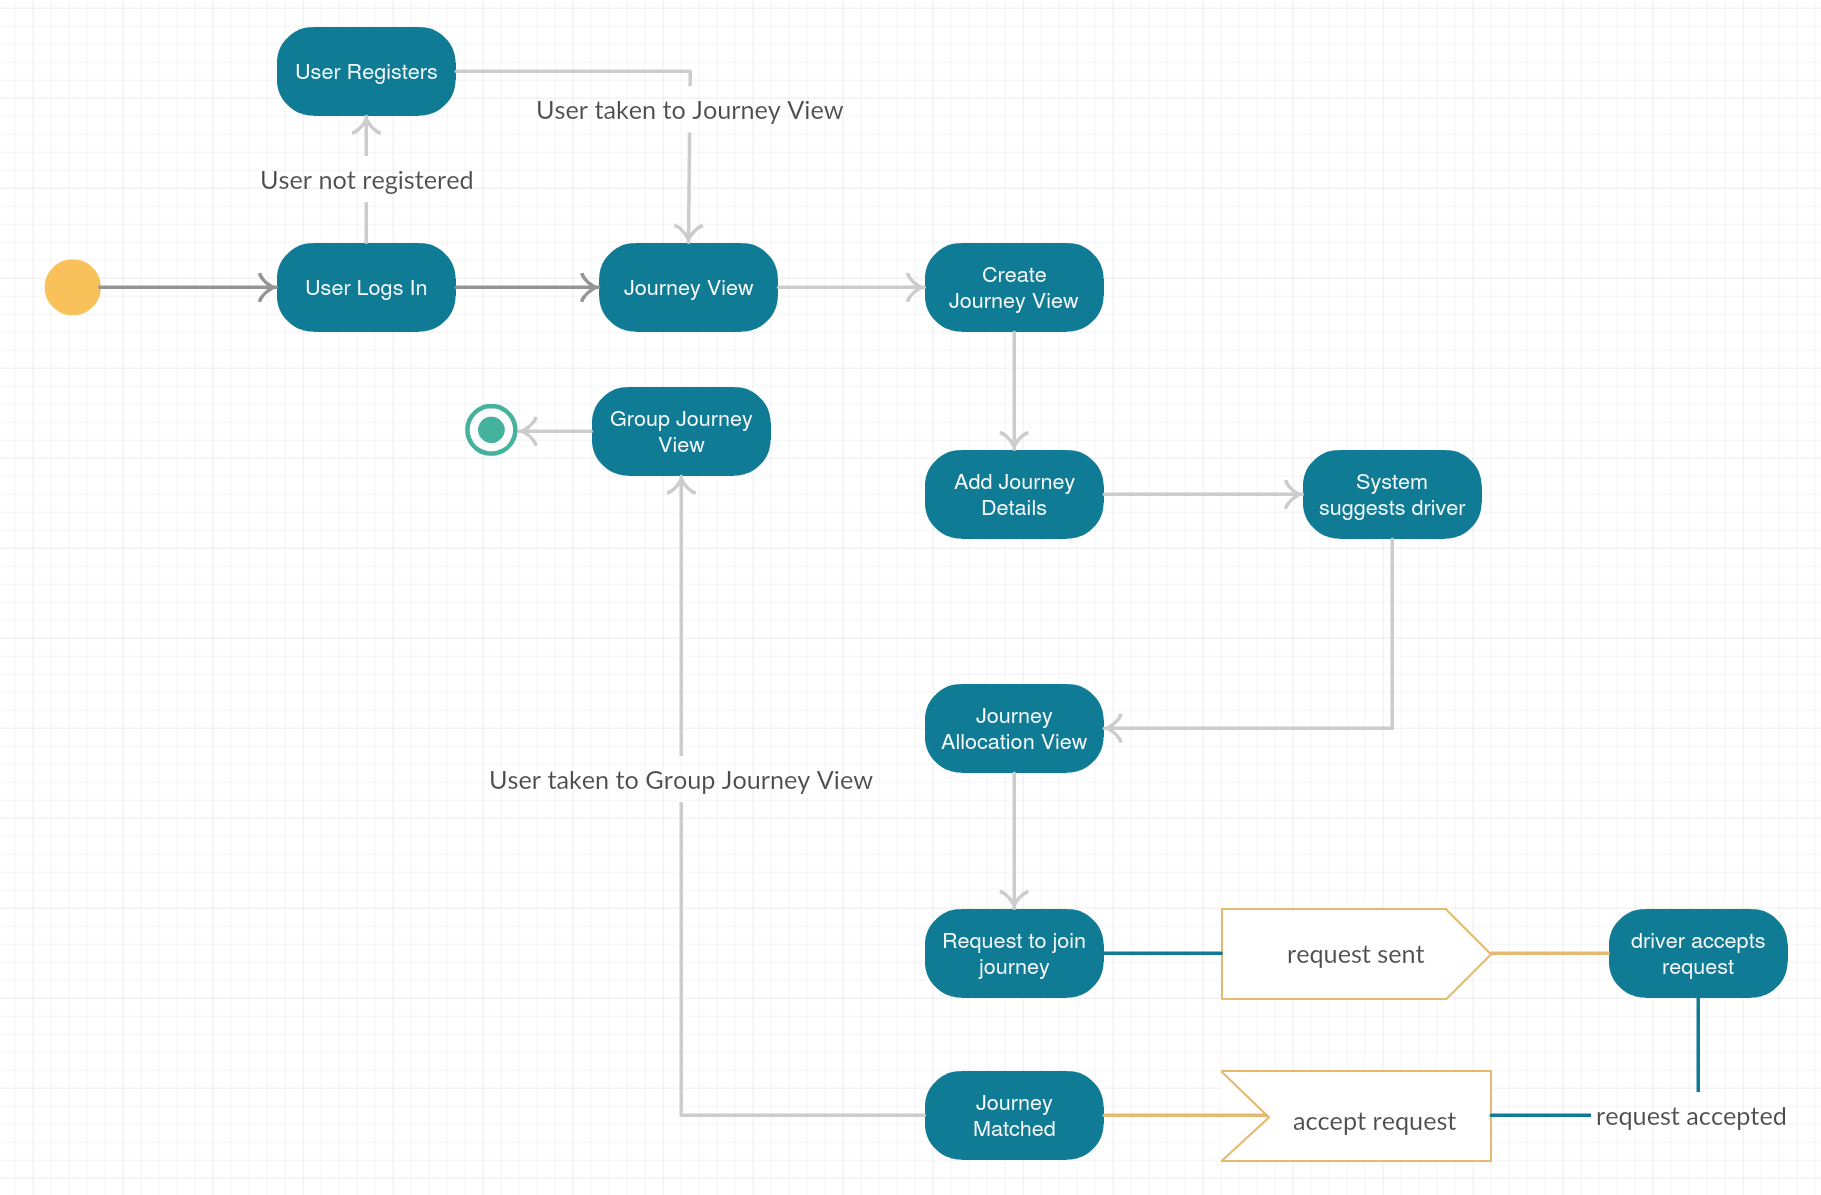 User Registers
User taken to Journey View
User not registered
User Logs In
Journey View
Create
Journey View
Group Journey
View
Add Journey
Details
System
suggests driver
Journey
Allocation View
User taken to Group Journey View
Request to join
journey
request sent
driver accepts
request
Journey
Matched
accept request
request accepted